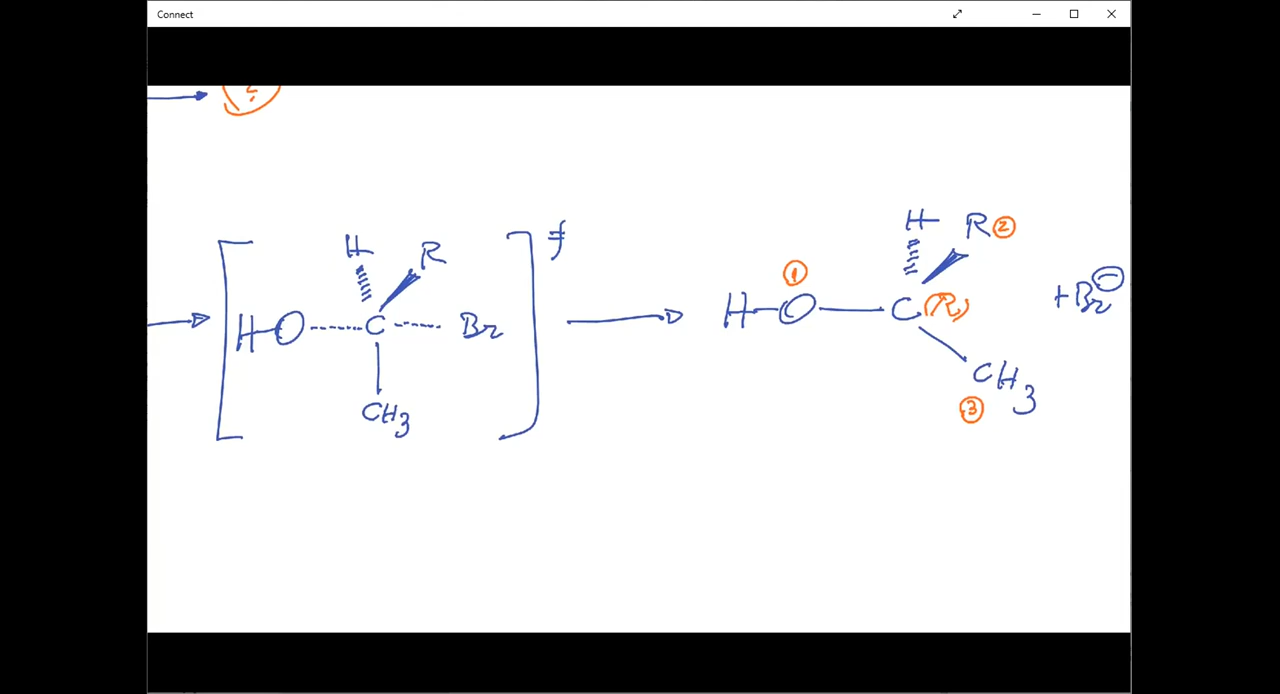 Connect
?
H R
HO C Br
CH3
‡
H R ②
① H-O C (R) + Br⊖
CH3
③